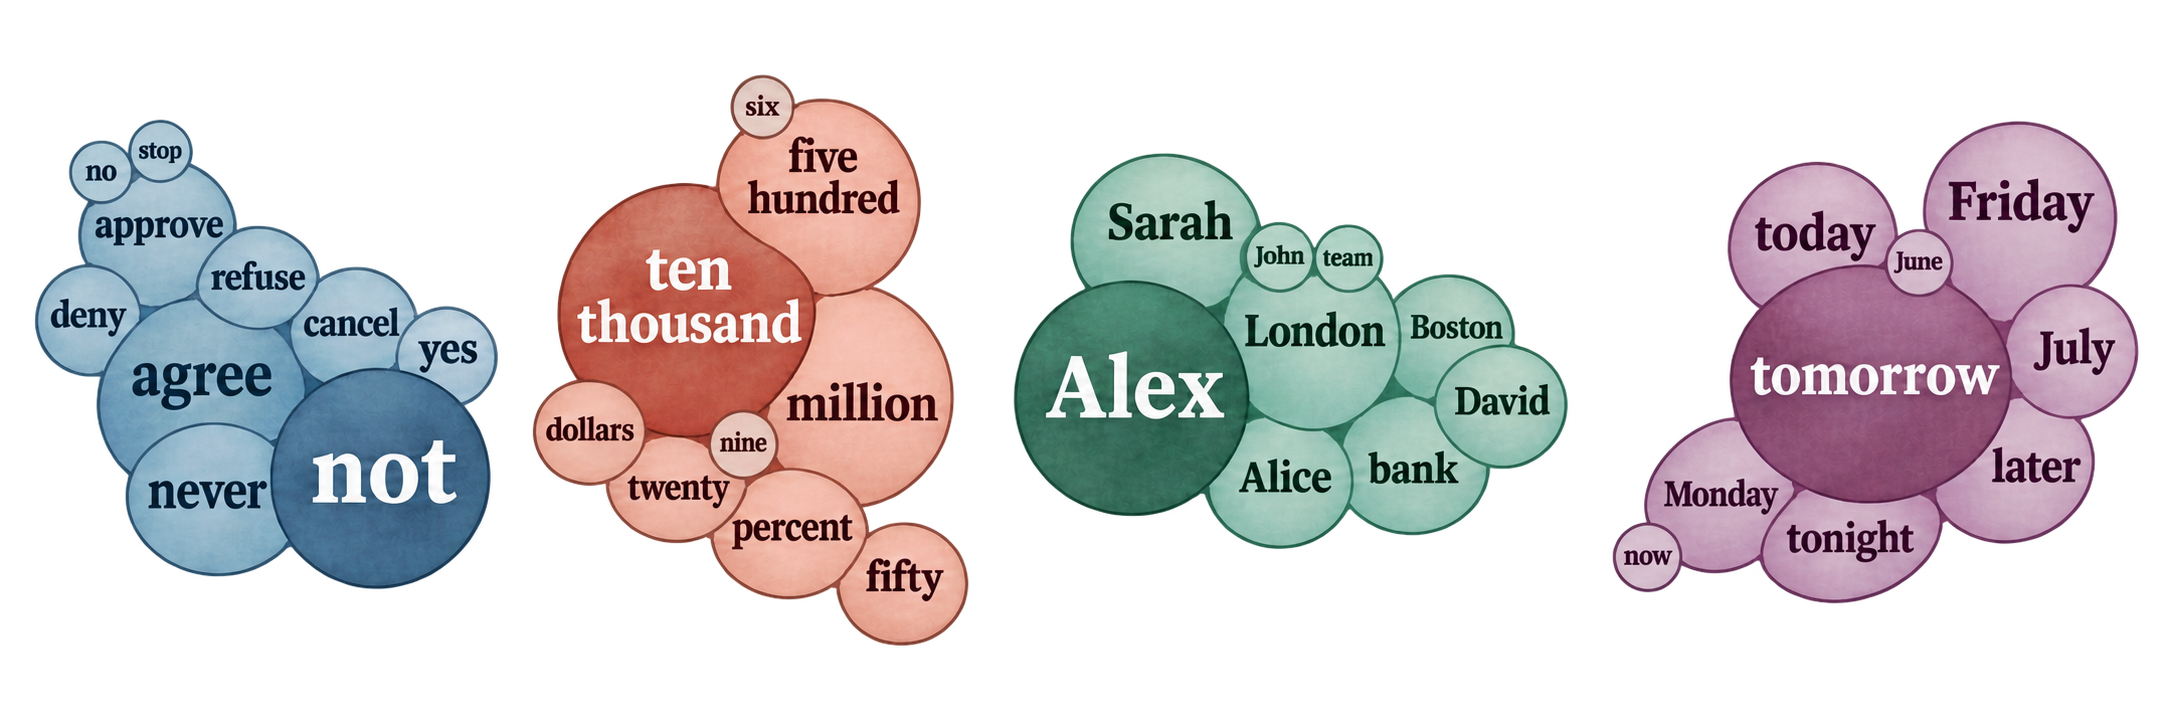 no
stop
approve
refuse
deny
cancel
yes
agree
never
not
six
five
hundred
ten
thousand
million
dollars
nine
twenty
percent
fifty
Sarah
John
team
London
Boston
Alex
David
Alice
bank
today
Friday
June
tomorrow
July
later
Monday
tonight
now